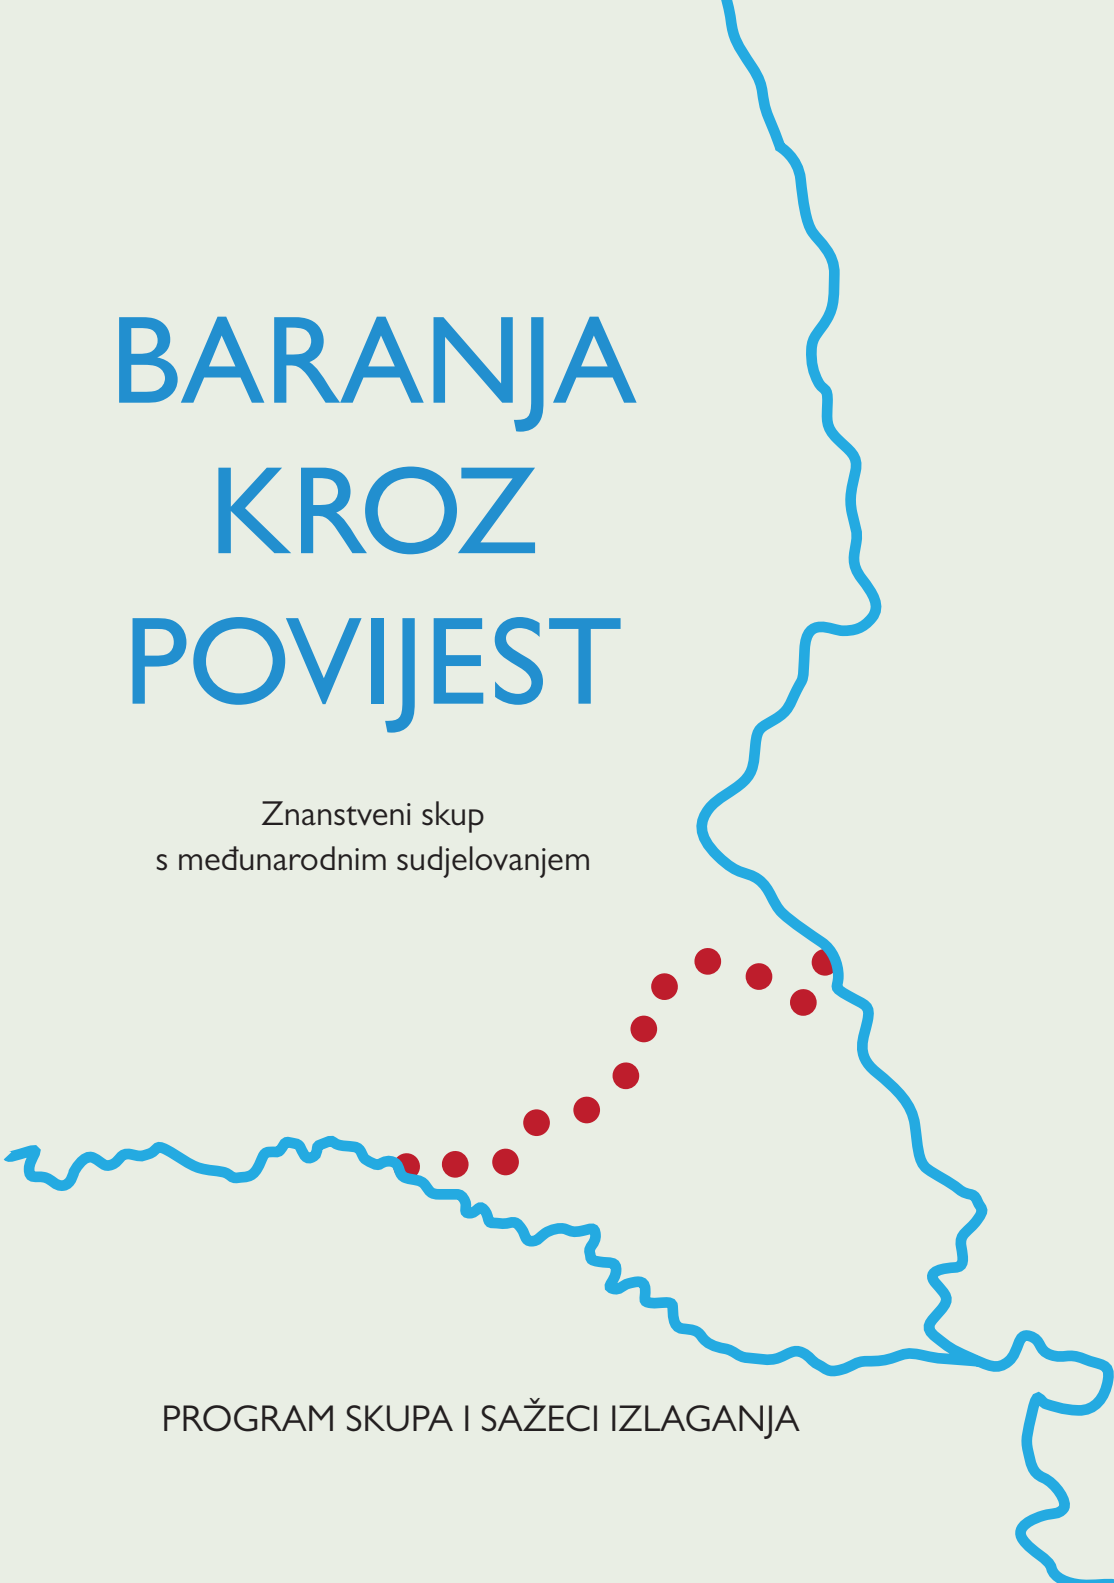 BARANJA
KROZ
POVIJEST
Znanstveni skup
s međunarodnim sudjelovanjem
PROGRAM SKUPA I SAŽECI IZLAGANJA